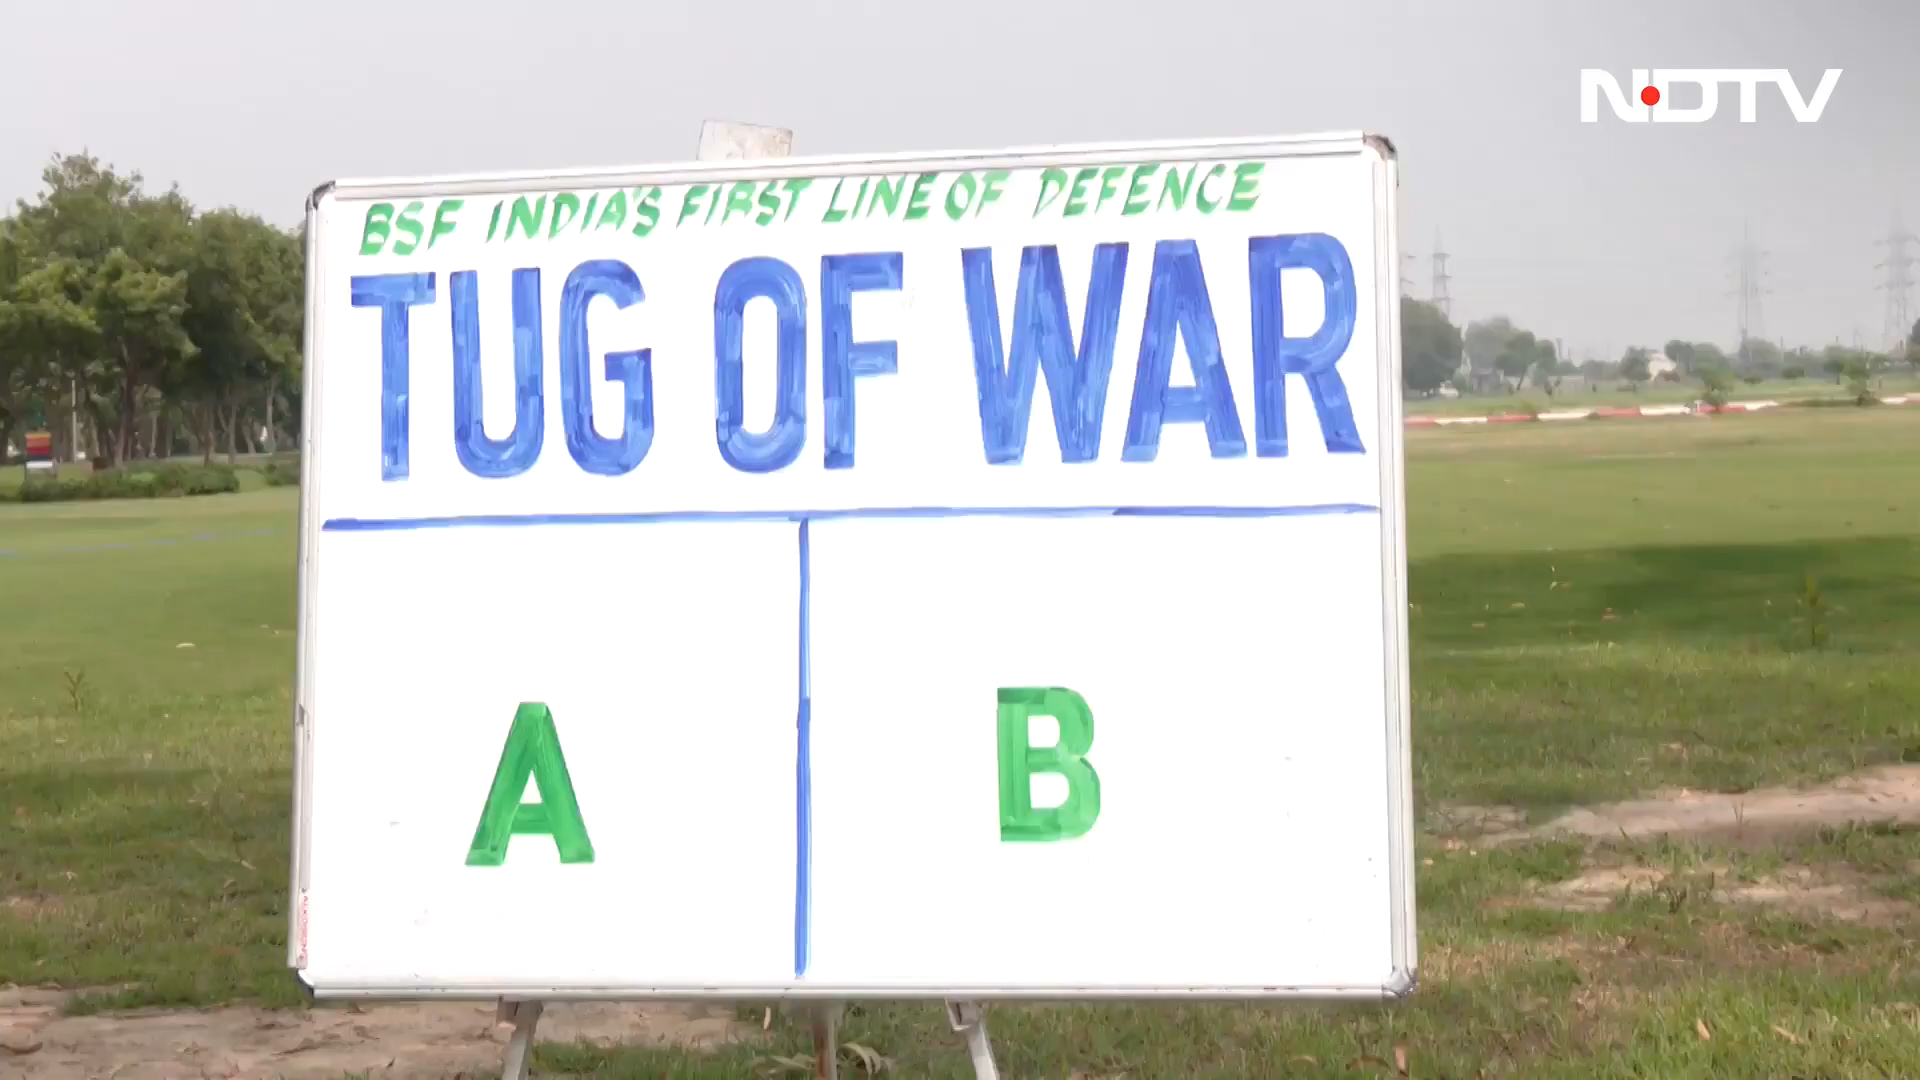 NDTV
BSF INDIA'S FIRST LINE OF DEFENCE
TUG OF WAR
A
B